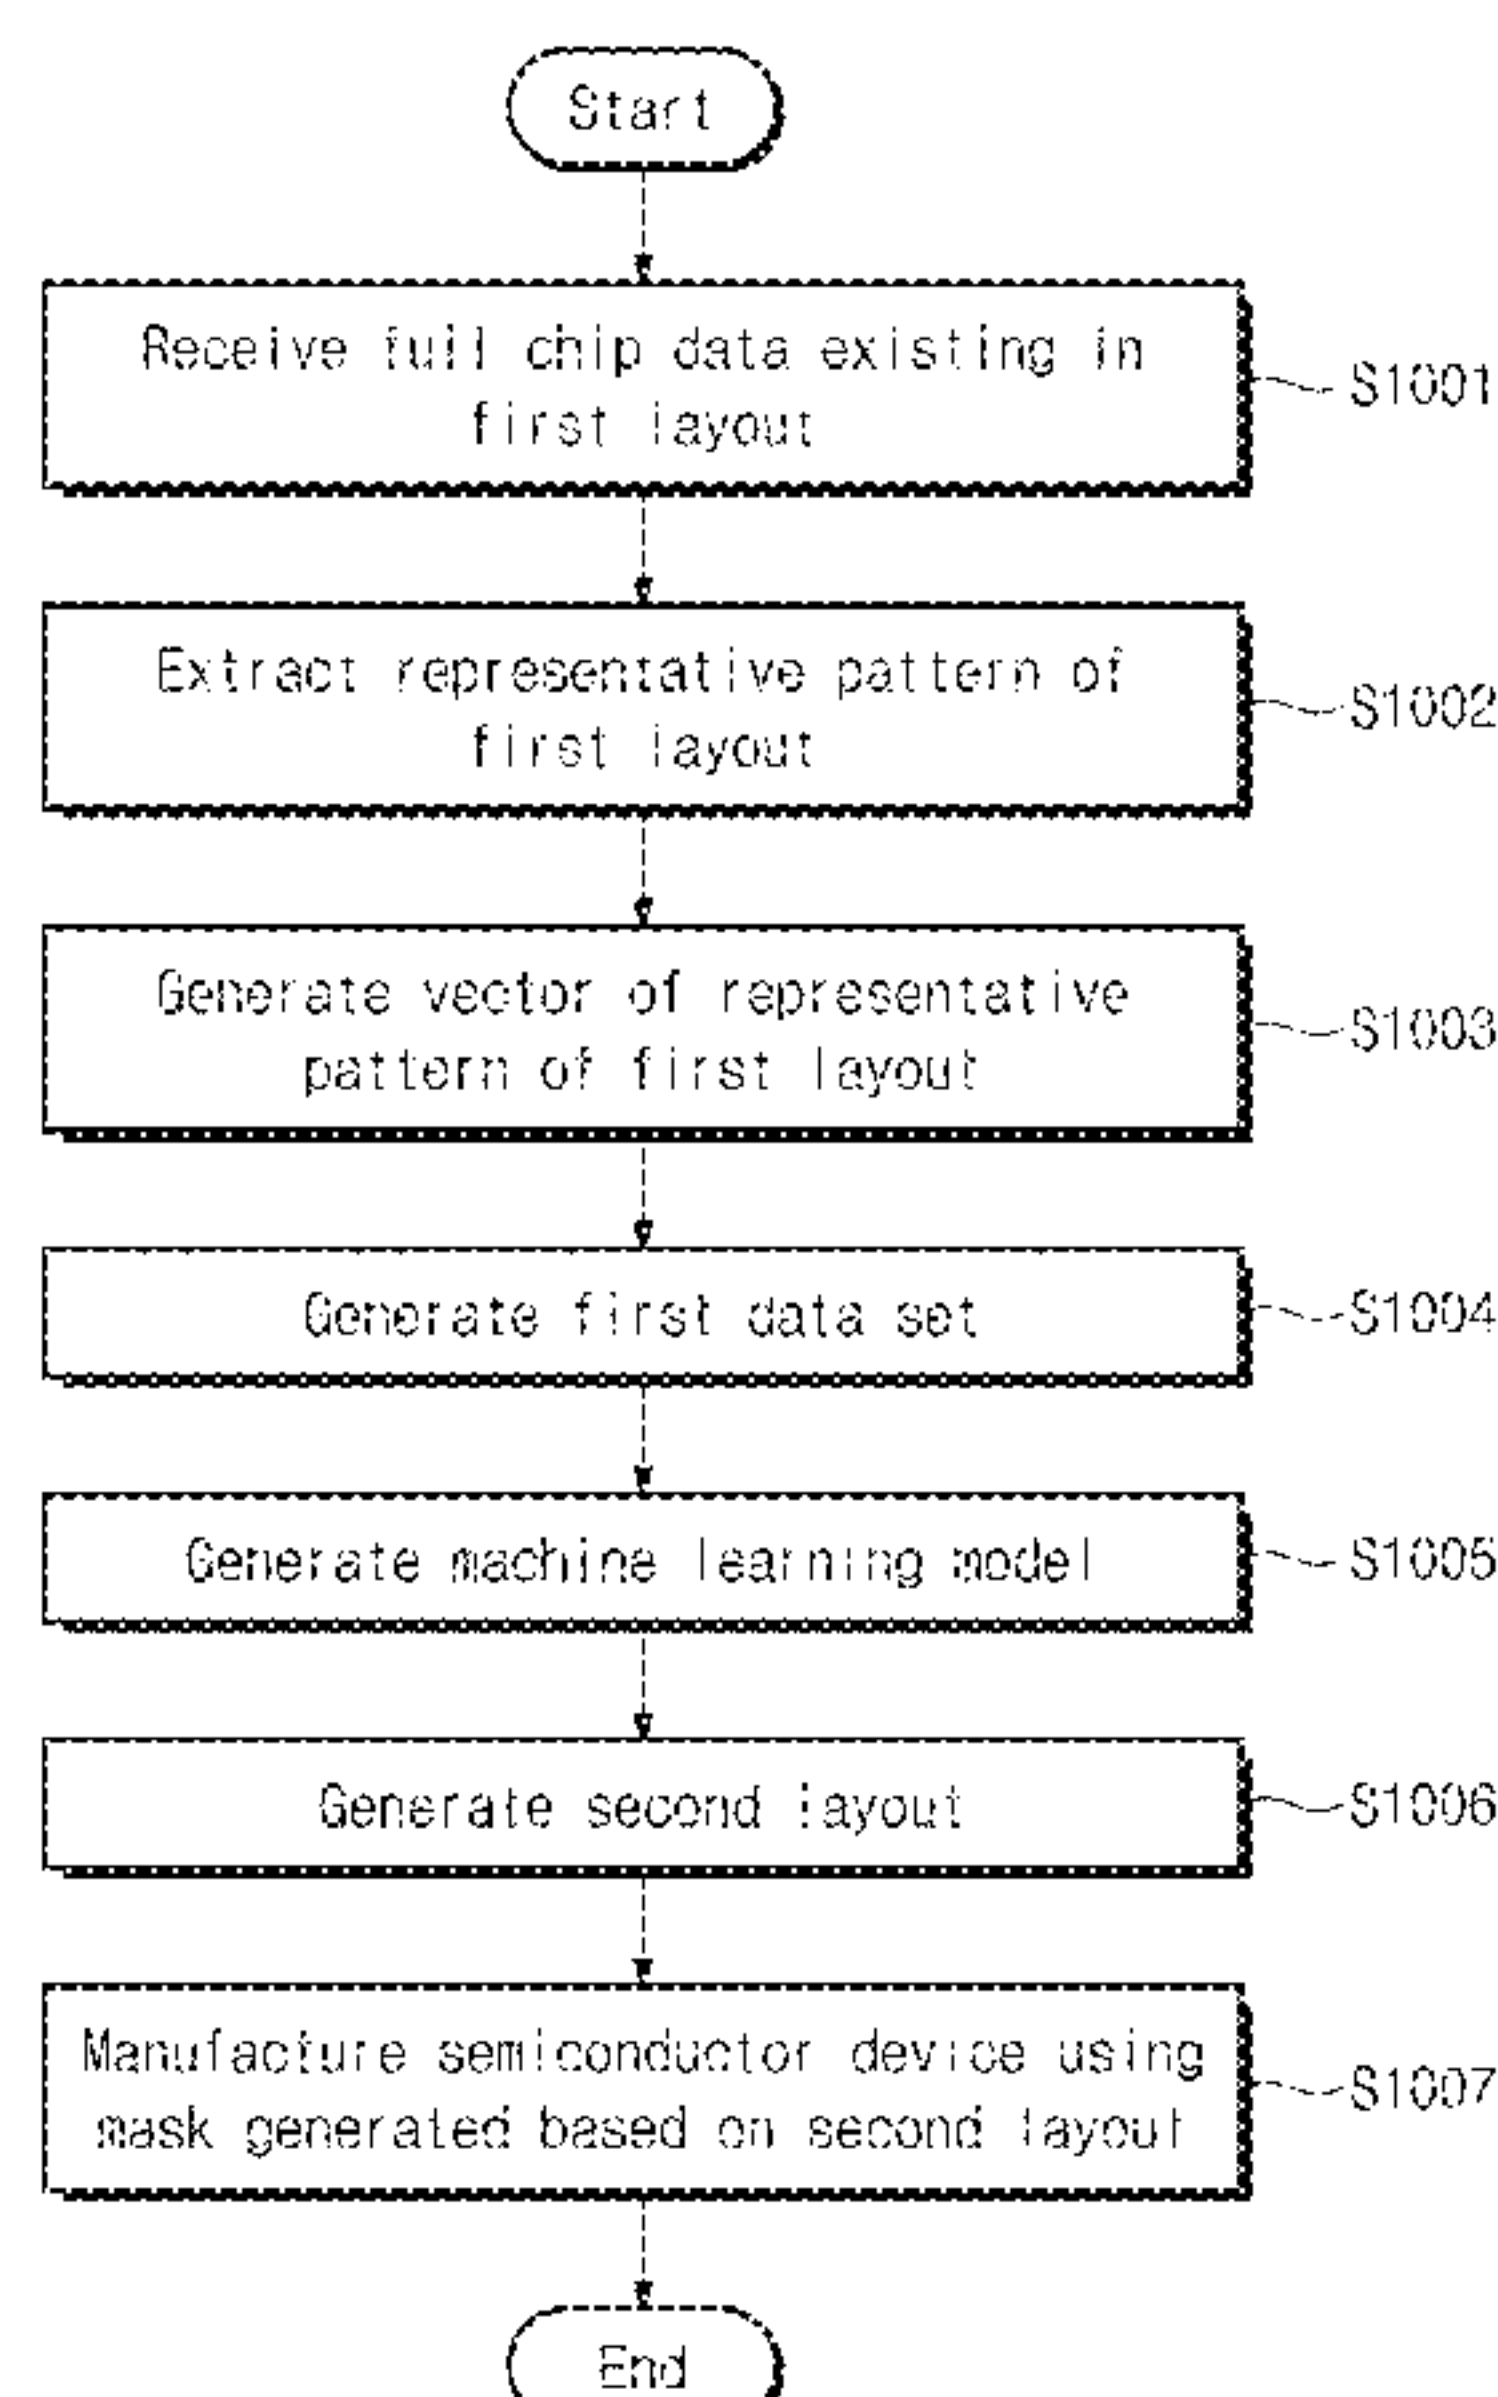 Start
Receive full chip data existing in
first layout
S1001
Extract representative pattern of
first layout
S1002
Generate vector of representative
pattern of first layout
S1003
Generate first data set
S1004
Generate machine learning model
S1005
Generate second layout
S1006
Manufacture semiconductor device using
mask generated based on second layout
S1007
End